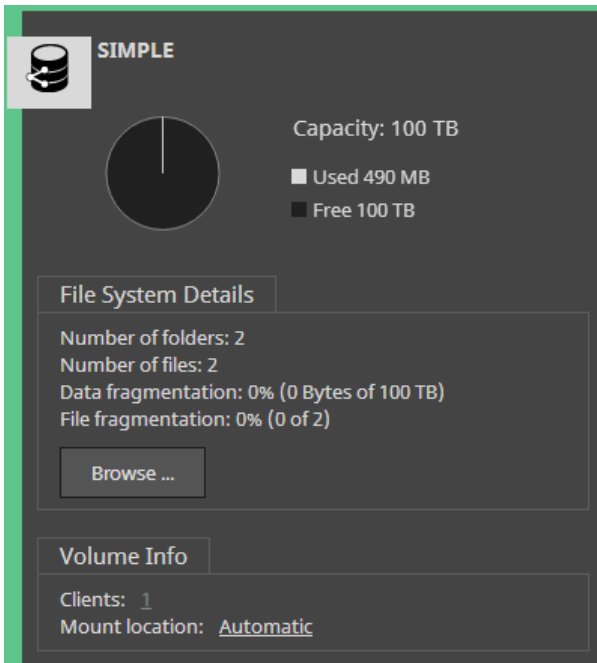 SIMPLE
Capacity: 100 TB
Used 490 MB
Free 100 TB
File System Details
Number of folders: 2
Number of files: 2
Data fragmentation: 0% (0 Bytes of 100 TB)
File fragmentation: 0% (0 of 2)
Browse ...
Volume Info
Clients: 1
Mount location: Automatic